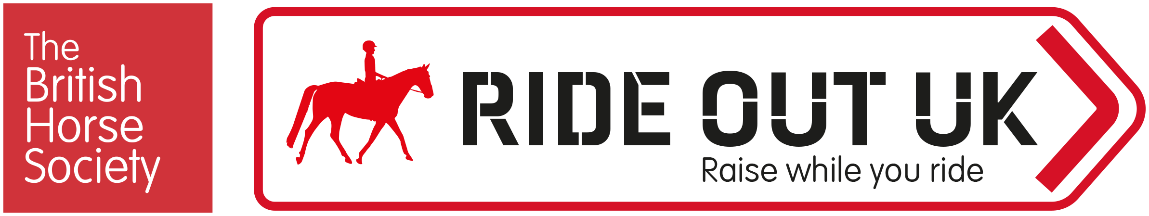 The
British
Horse
Society
RIDE OUT UK
Raise while you ride